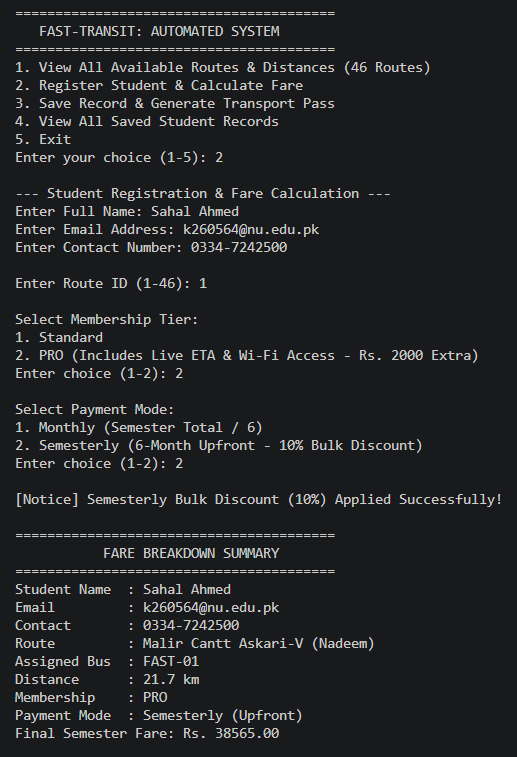 ========================================
FAST-TRANSIT: AUTOMATED SYSTEM
========================================
1. View All Available Routes & Distances (46 Routes)
2. Register Student & Calculate Fare
3. Save Record & Generate Transport Pass
4. View All Saved Student Records
5. Exit
Enter your choice (1-5): 2
--- Student Registration & Fare Calculation ---
Enter Full Name: Sahal Ahmed
Enter Email Address: k260564@nu.edu.pk
Enter Contact Number: 0334-7242500
Enter Route ID (1-46): 1
Select Membership Tier:
1. Standard
2. PRO (Includes Live ETA & Wi-Fi Access - Rs. 2000 Extra)
Enter choice (1-2): 2
Select Payment Mode:
1. Monthly (Semester Total / 6)
2. Semesterly (6-Month Upfront - 10% Bulk Discount)
Enter choice (1-2): 2
[Notice] Semesterly Bulk Discount (10%) Applied Successfully!
========================================
FARE BREAKDOWN SUMMARY
========================================
Student Name  : Sahal Ahmed
Email         : k260564@nu.edu.pk
Contact       : 0334-7242500
Route         : Malir Cantt Askari-V (Nadeem)
Assigned Bus  : FAST-01
Distance      : 21.7 km
Membership    : PRO
Payment Mode  : Semesterly (Upfront)
Final Semester Fare: Rs. 38565.00